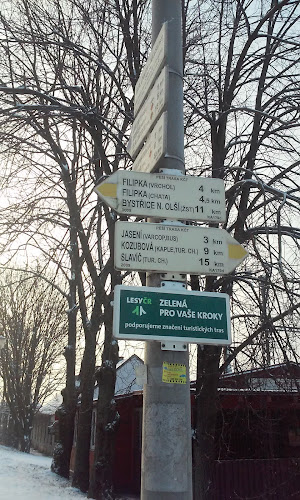 FILIPKA (VRCHOL) 4 km
FILIPKA (CHATA) 4,5 km
BYSTŘICE N. OLŠÍ (ŽST) 11 km
JASENÍ (VARCOP, BUS) 3 km
KOZUBOVÁ (KAPLE, TUR. CH.) 9 km
SLAVÍČ (TUR. CH.) 15 km
LESY ČR
ZELENÁ
PRO VAŠE KROKY
podporujeme značení turistických tras